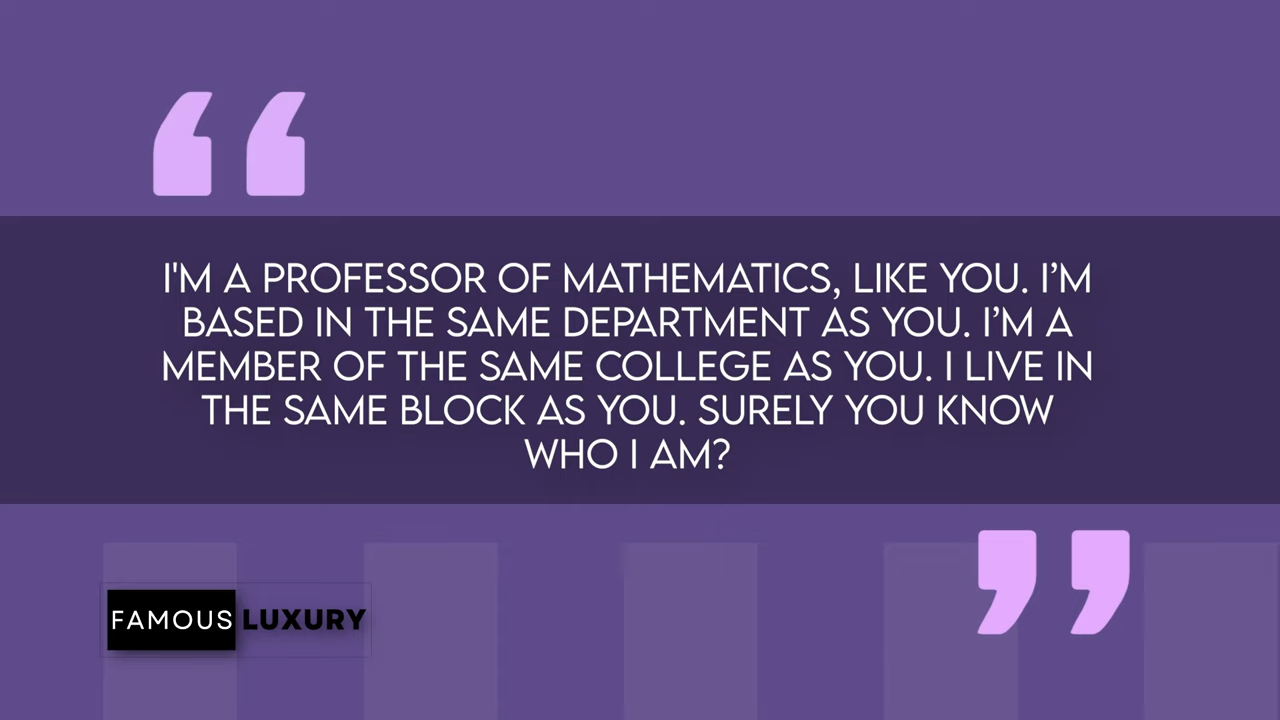 I'M A PROFESSOR OF MATHEMATICS, LIKE YOU. I’M
BASED IN THE SAME DEPARTMENT AS YOU. I’M A
MEMBER OF THE SAME COLLEGE AS YOU. I LIVE IN
THE SAME BLOCK AS YOU. SURELY YOU KNOW
WHO I AM?
FAMOUS LUXURY